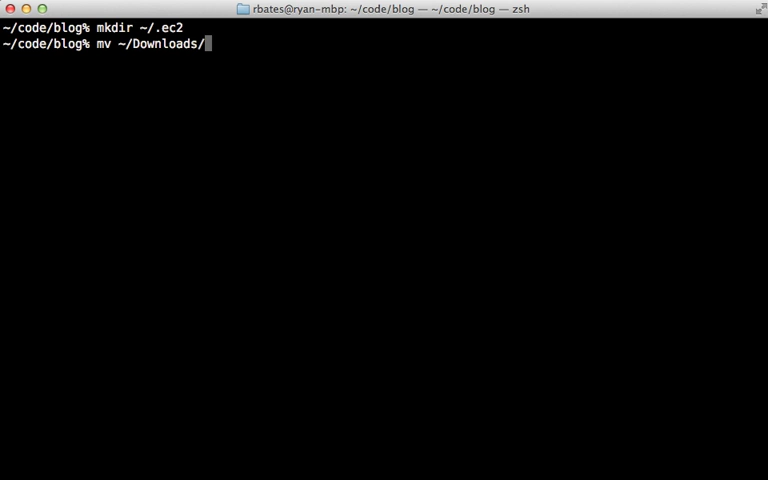 rbates@ryan-mbp: ~/code/blog — ~/code/blog — zsh
~/code/blog% mkdir ~/.ec2
~/code/blog% mv ~/Downloads/